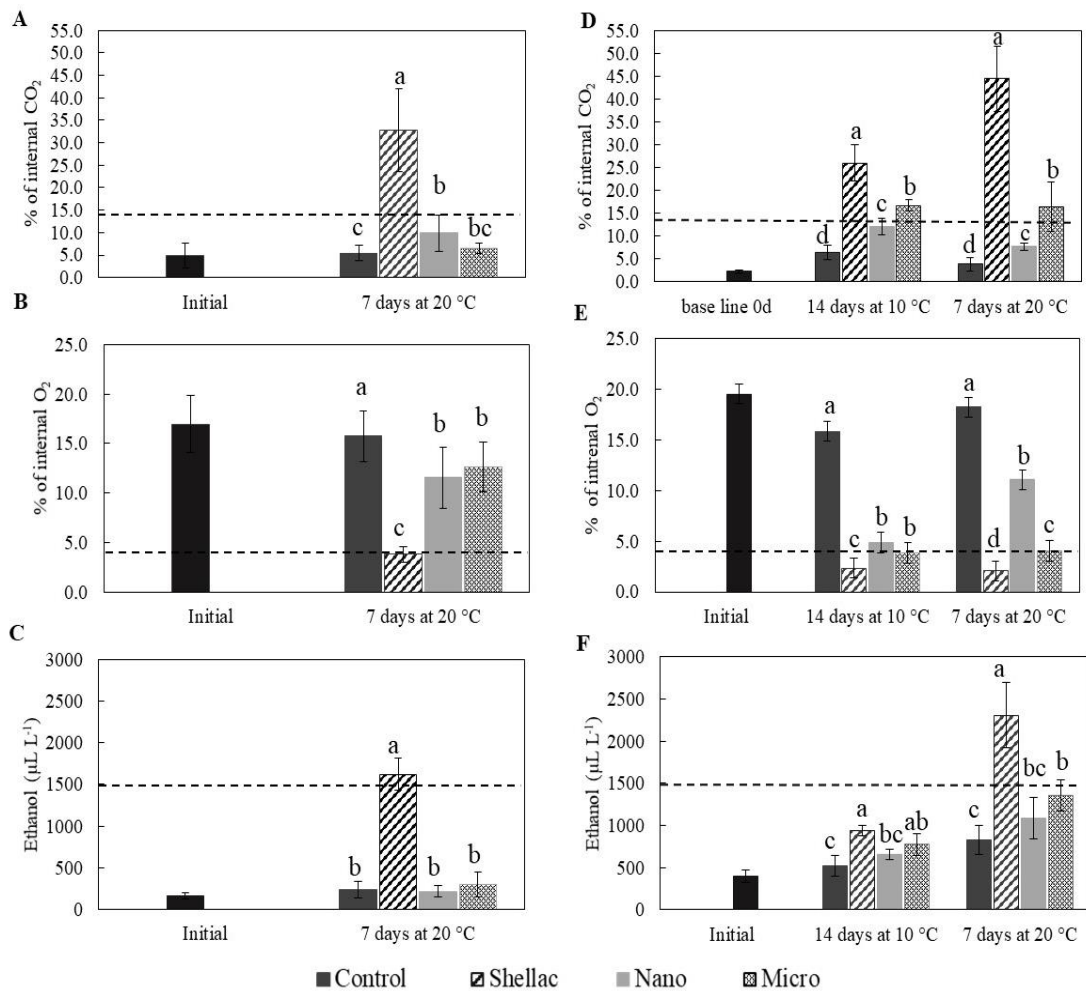 A
% of internal CO2
55.0
50.0
45.0
40.0
35.0
30.0
25.0
20.0
15.0
10.0
5.0
0.0
c
a
b
bc
Initial
7 days at 20 °C
B
% of internal O2
25.0
20.0
15.0
10.0
5.0
0.0
a
c
b
b
Initial
7 days at 20 °C
C
Ethanol (µL L-1)
3000
2500
2000
1500
1000
500
0
b
a
b
b
Initial
7 days at 20 °C
D
% of internal CO2
55.0
50.0
45.0
40.0
35.0
30.0
25.0
20.0
15.0
10.0
5.0
0.0
d
a
c
b
d
a
c
b
base line 0d
14 days at 10 °C
7 days at 20 °C
E
% of intrenal O2
25.0
20.0
15.0
10.0
5.0
0.0
a
c
b
b
a
d
b
c
Initial
14 days at 10 °C
7 days at 20 °C
F
Ethanol (µL L-1)
3000
2500
2000
1500
1000
500
0
c
a
bc
ab
c
a
bc
b
Initial
14 days at 10 °C
7 days at 20 °C
Control
Shellac
Nano
Micro